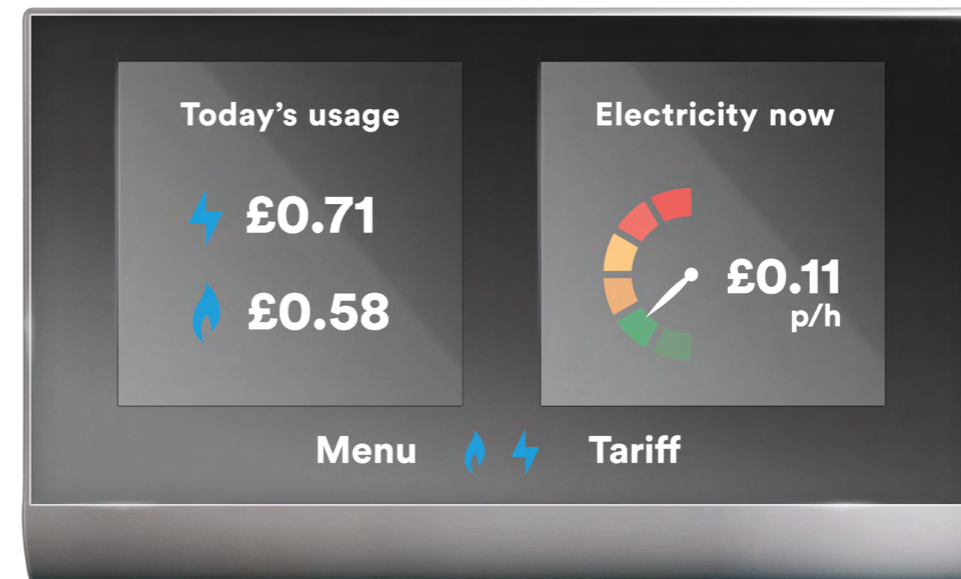 Today's usage
£0.71
£0.58
Electricity now
£0.11
p/h
Menu
Tariff